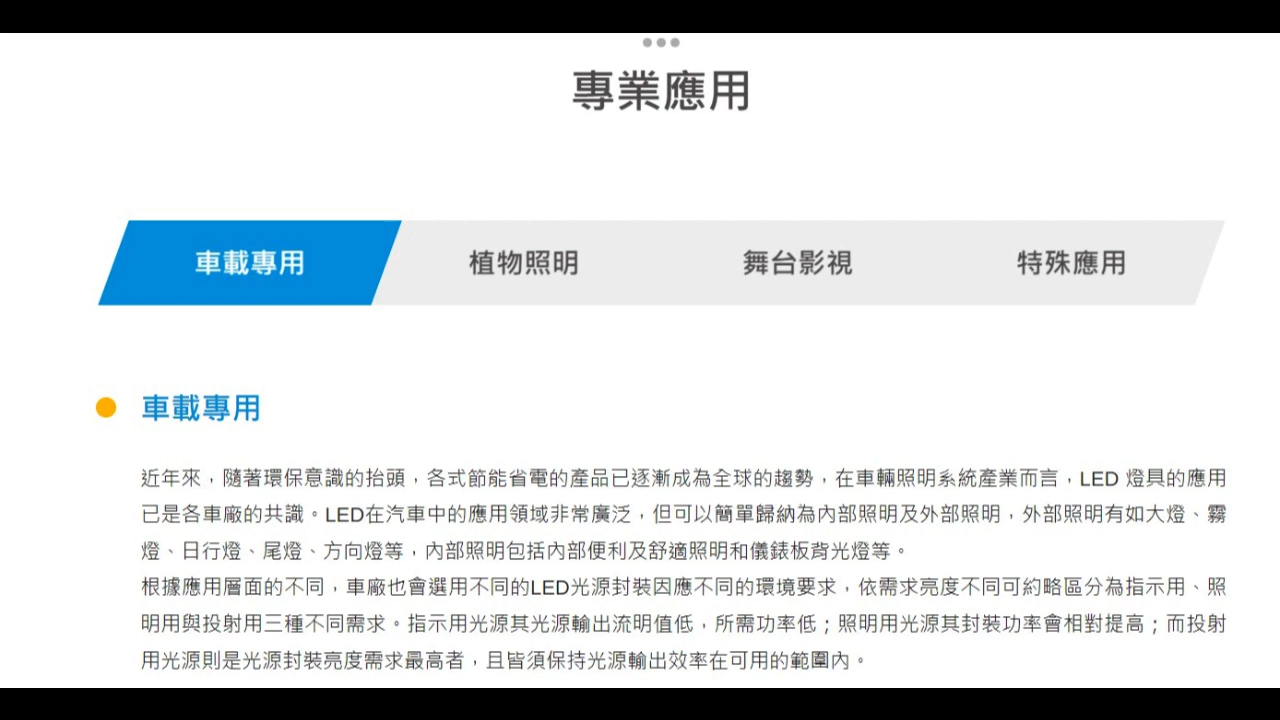 專業應用
車載專用 植物照明 舞台影視 特殊應用
車載專用
近年來，隨著環保意識的抬頭，各式節能省電的產品已逐漸成為全球的趨勢，在車輛照明系統產業而言，LED 燈具的應用
已是各車廠的共識。LED在汽車中的應用領域非常廣泛，但可以簡單歸納為內部照明及外部照明，外部照明有如大燈、霧
燈、日行燈、尾燈、方向燈等，內部照明包括內部便利及舒適照明和儀錶板背光燈等。
根據應用層面的不同，車廠也會選用不同的LED光源封裝因應不同的環境要求，依需求亮度不同可約略區分為指示用、照
明用與投射用三種不同需求。指示用光源其光源輸出流明值低，所需功率低；照明用光源其封裝功率會相對提高；而投射
用光源則是光源封裝亮度需求最高者，且皆須保持光源輸出效率在可用的範圍內。